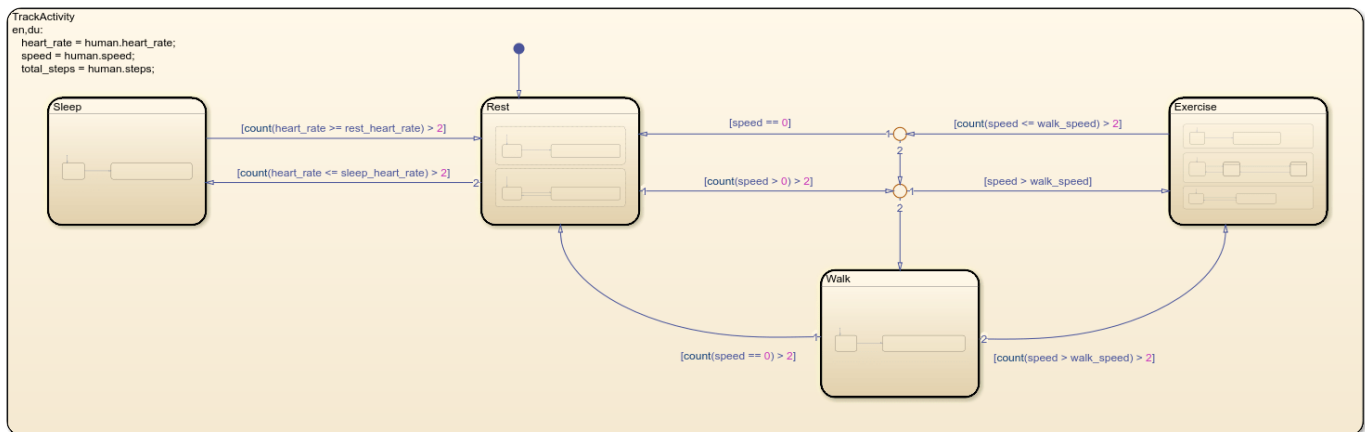 TrackActivity
en,du:
heart_rate = human.heart_rate;
speed = human.speed;
total_steps = human.steps;
Sleep
Rest
Exercise
[count(heart_rate >= rest_heart_rate) > 2]
[speed == 0]
1
[count(speed <= walk_speed) > 2]
2
[count(heart_rate <= sleep_heart_rate) > 2]
2
1
[count(speed > 0) > 2]
1
[speed > walk_speed]
2
Walk
1
2
[count(speed == 0) > 2]
[count(speed > walk_speed) > 2]